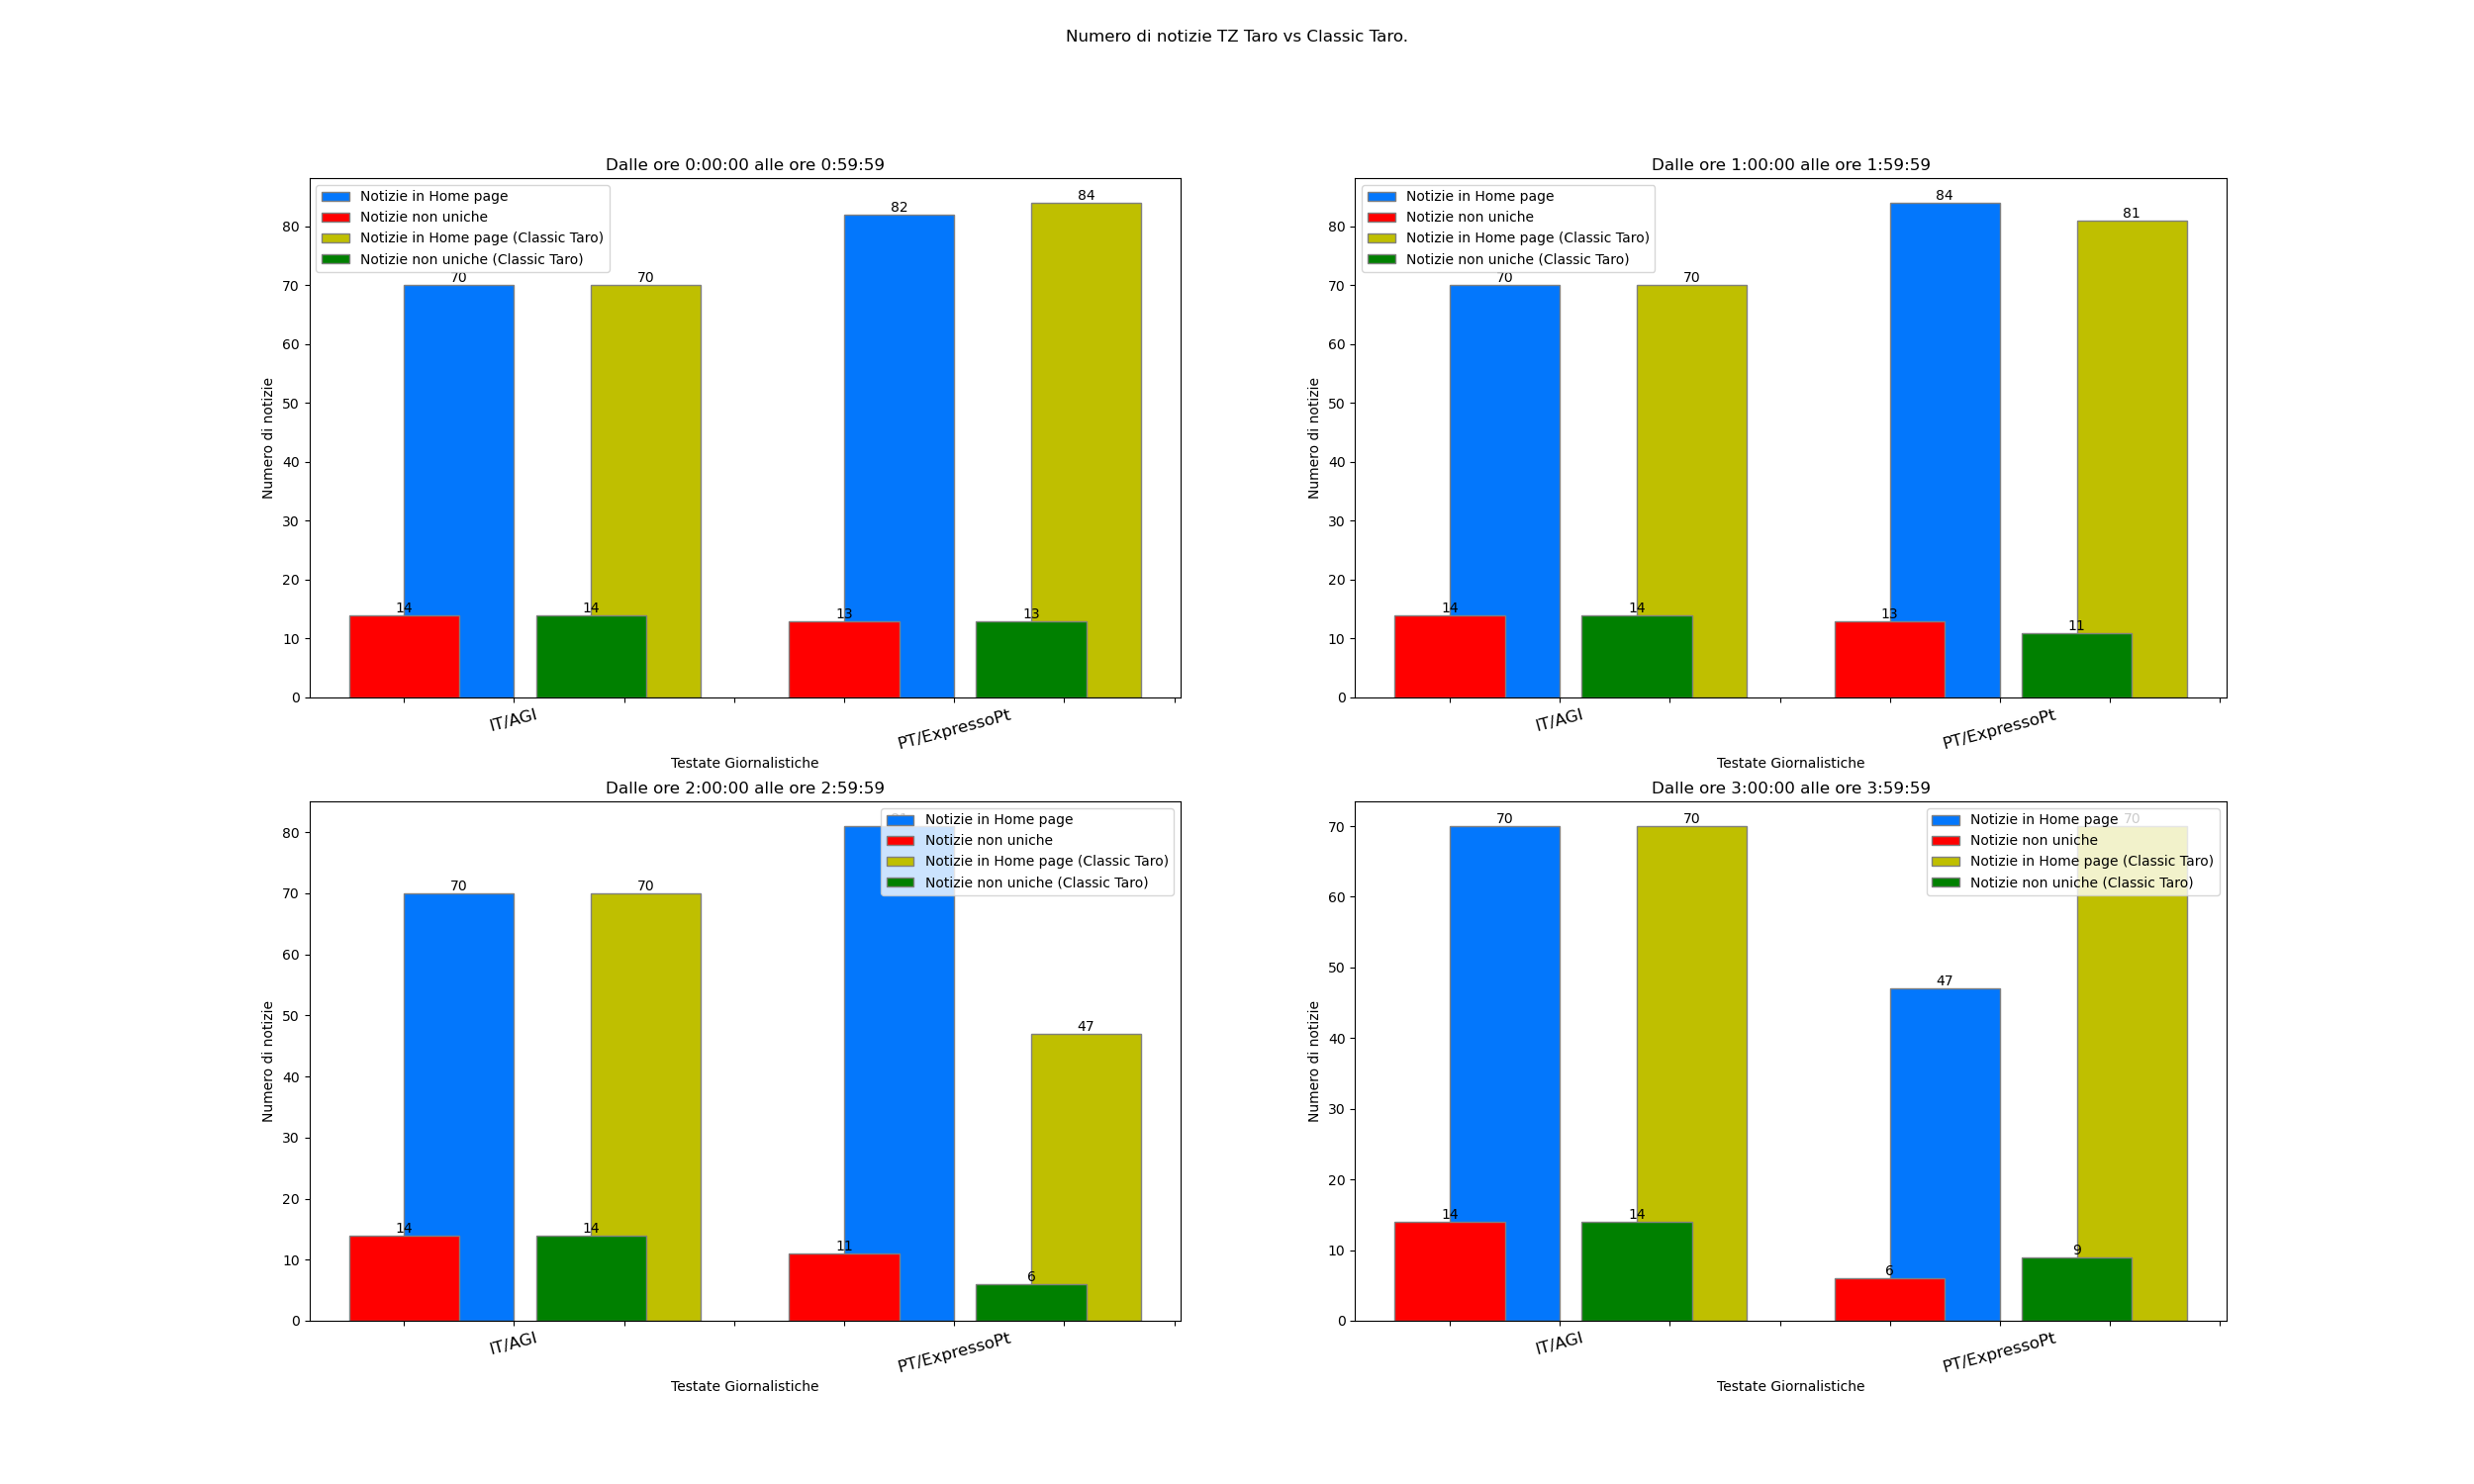 Numero di notizie TZ Taro vs Classic Taro.
Dalle ore 0:00:00 alle ore 0:59:59
Notizie in Home page
Notizie non uniche
Notizie in Home page (Classic Taro)
Notizie non uniche (Classic Taro)
70
70
82
84
14
14
13
13
80
70
60
50
40
30
20
10
0
Numero di notizie
IT/AGI
PT/ExpressoPt
Testate Giornalistiche
Dalle ore 1:00:00 alle ore 1:59:59
Notizie in Home page
Notizie non uniche
Notizie in Home page (Classic Taro)
Notizie non uniche (Classic Taro)
70
70
84
81
14
14
13
11
80
70
60
50
40
30
20
10
0
Numero di notizie
IT/AGI
PT/ExpressoPt
Testate Giornalistiche
Dalle ore 2:00:00 alle ore 2:59:59
Notizie in Home page
Notizie non uniche
Notizie in Home page (Classic Taro)
Notizie non uniche (Classic Taro)
70
70
47
14
14
11
6
80
70
60
50
40
30
20
10
0
Numero di notizie
IT/AGI
PT/ExpressoPt
Testate Giornalistiche
Dalle ore 3:00:00 alle ore 3:59:59
Notizie in Home page
Notizie non uniche
Notizie in Home page (Classic Taro)
Notizie non uniche (Classic Taro)
70
70
47
70
14
14
6
9
70
60
50
40
30
20
10
0
Numero di notizie
IT/AGI
PT/ExpressoPt
Testate Giornalistiche